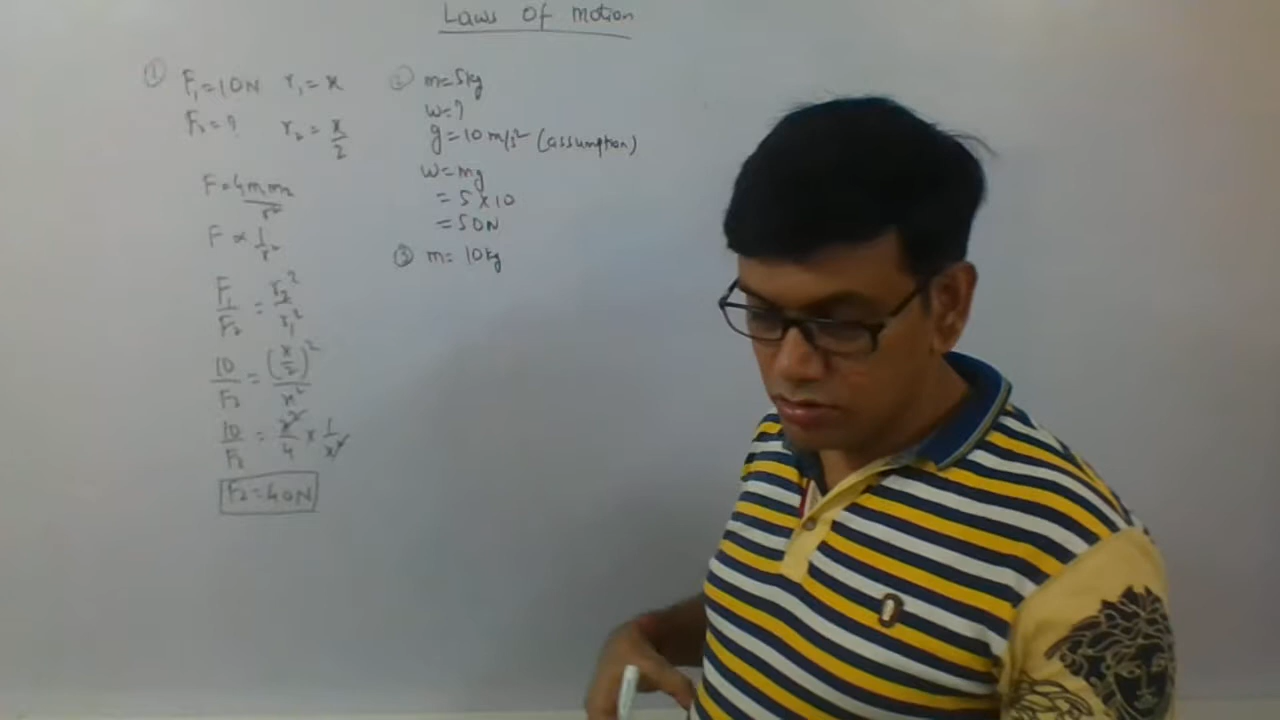 Laws Of Motion
① F₁=10N r₁=x
F₂=? r₂=x/2
F=Gm₁m₂/r²
F ∝ 1/r²
F₁/F₂ = r₂²/r₁²
10/F₂ = (x/2)²/x²
10/F₂ = x²/4 × 1/x²
F₂=40N
② m=5kg
w=?
g=10 m/s² (assumption)
w=mg
= 5×10
= 50N
③ m= 10kg